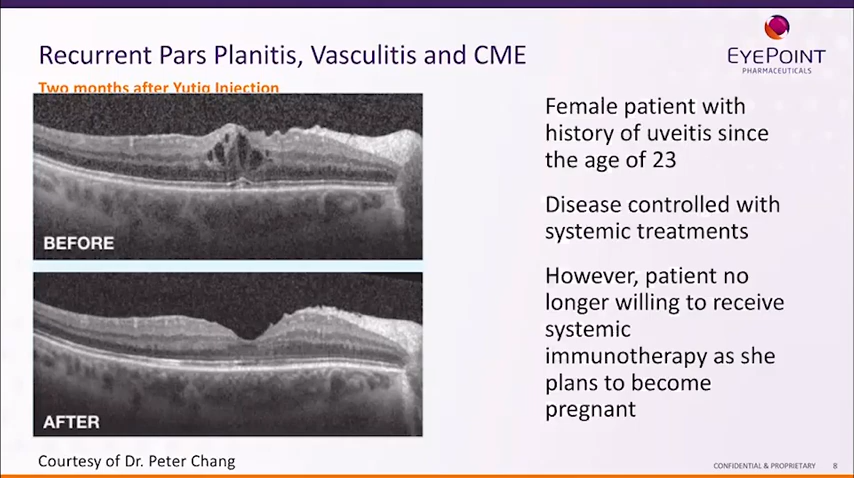 Recurrent Pars Planitis, Vasculitis and CME
EYEPOINT
PHARMACEUTICALS
Two months after Yutiq Injection
BEFORE
AFTER
Courtesy of Dr. Peter Chang
Female patient with
history of uveitis since
the age of 23
Disease controlled with
systemic treatments
However, patient no
longer willing to receive
systemic
immunotherapy as she
plans to become
pregnant
CONFIDENTIAL & PROPRIETARY 8